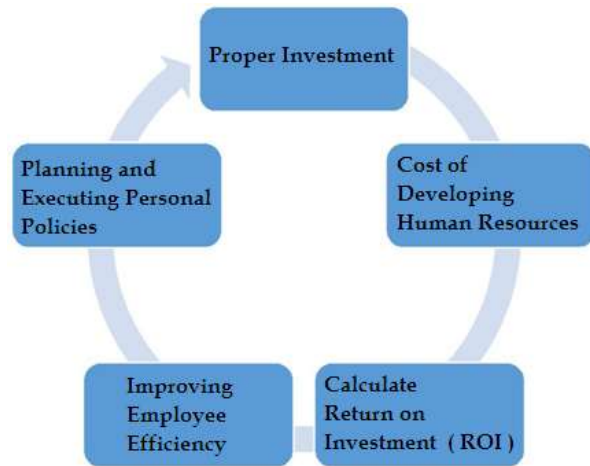 Proper Investment
Cost of
Developing
Human Resources
Calculate
Return on
Investment ( ROI )
Improving
Employee
Efficiency
Planning and
Executing Personal
Policies